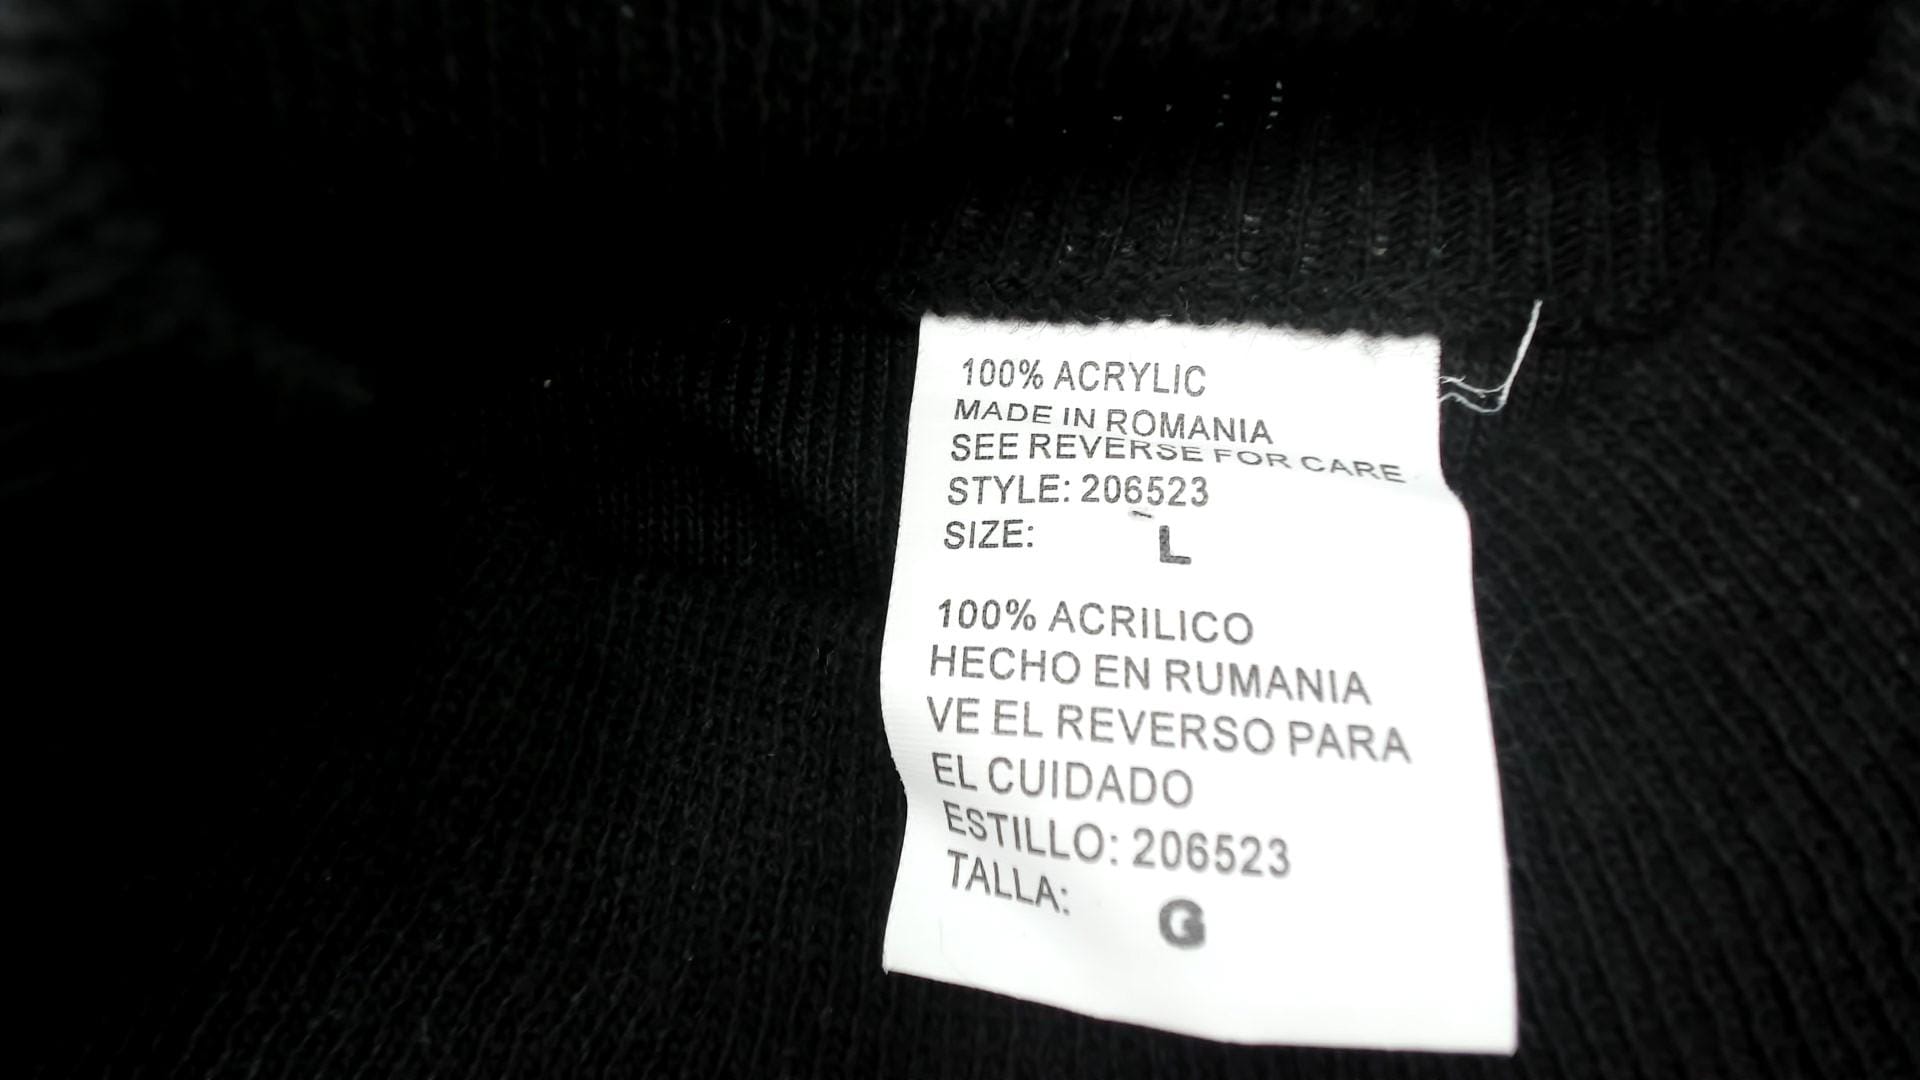 100% ACRYLIC
MADE IN ROMANIA
SEE REVERSE FOR CARE
STYLE: 206523
SIZE: L
100% ACRILICO
HECHO EN RUMANIA
VE EL REVERSO PARA
EL CUIDADO
ESTILLO: 206523
TALLA: G